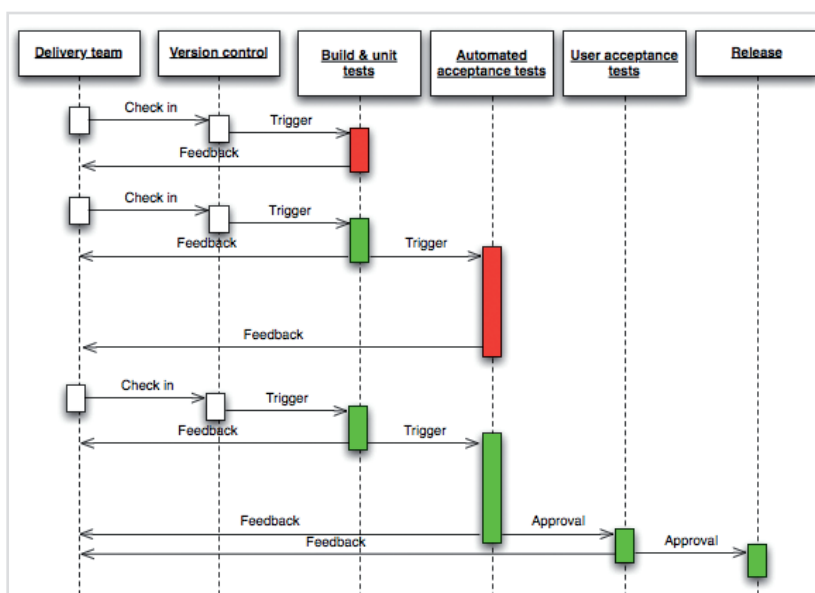 Delivery team
Version control
Build & unit
tests
Automated
acceptance tests
User acceptance
tests
Release
Check in
Trigger
Feedback
Check in
Trigger
Feedback
Trigger
Feedback
Check in
Trigger
Feedback
Trigger
Feedback
Approval
Feedback
Approval